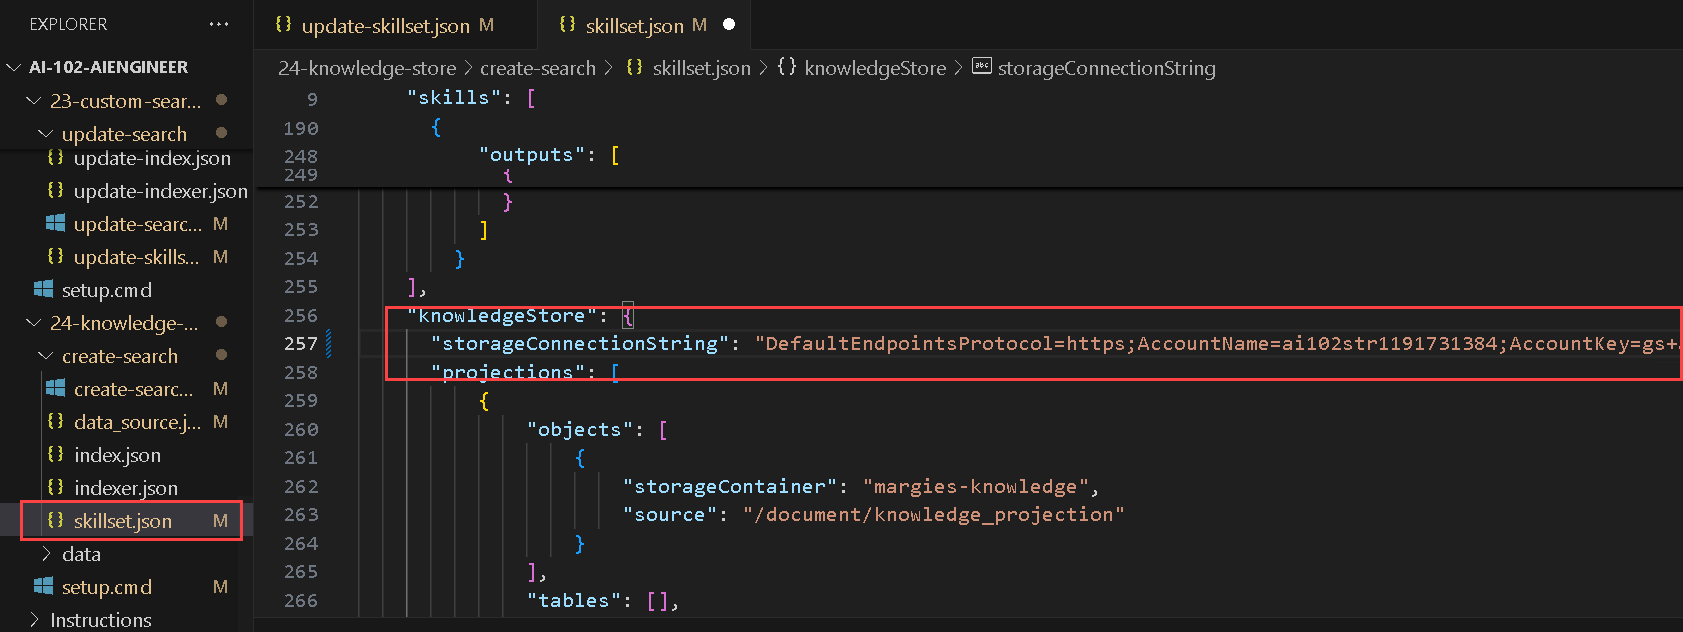 EXPLORER ···
AI-102-AIENGINEER
23-custom-sear...
update-search
update-index.json
update-indexer.json
update-searc... M
update-skills... M
setup.cmd
24-knowledge-...
create-search
create-searc... M
data_source.j... M
index.json
indexer.json
skillset.json M
data
setup.cmd M
Instructions
{} update-skillset.json M
{} skillset.json M
24-knowledge-store > create-search > {} skillset.json > {} knowledgeStore > abc storageConnectionString
9 "skills": [
190 {
248 "outputs": [
249 {
252 }
253 ]
254 }
255 ],
256 "knowledgeStore": {
257 "storageConnectionString": "DefaultEndpointsProtocol=https;AccountName=ai102str1191731384;AccountKey=gs+
258 "projections": [
259 {
260 "objects": [
261 {
262 "storageContainer": "margies-knowledge",
263 "source": "/document/knowledge_projection"
264 }
265 ],
266 "tables": [],